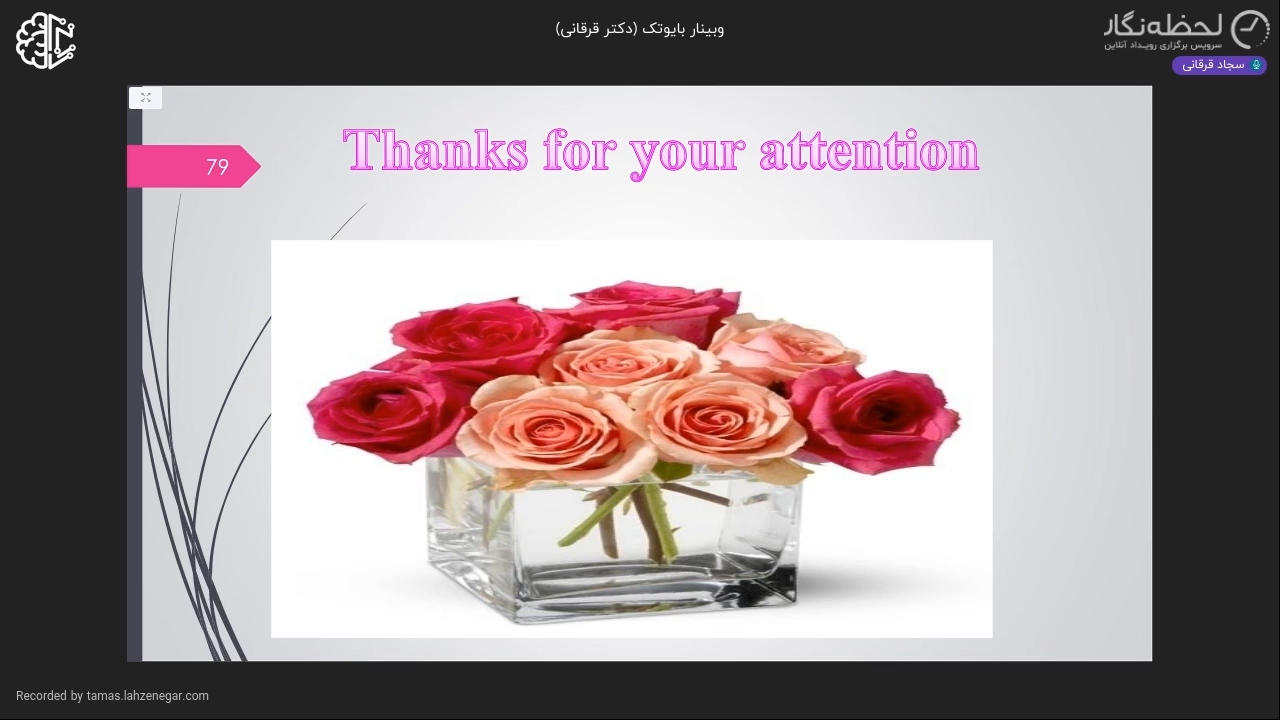 وبینار بایوتک (دکتر قرقانی)
لحظه‌نگار
سرویس برگزاری رویـداد آنلاین
سجاد قرقانی
79
Thanks for your attention
Recorded by tamas.lahzenegar.com